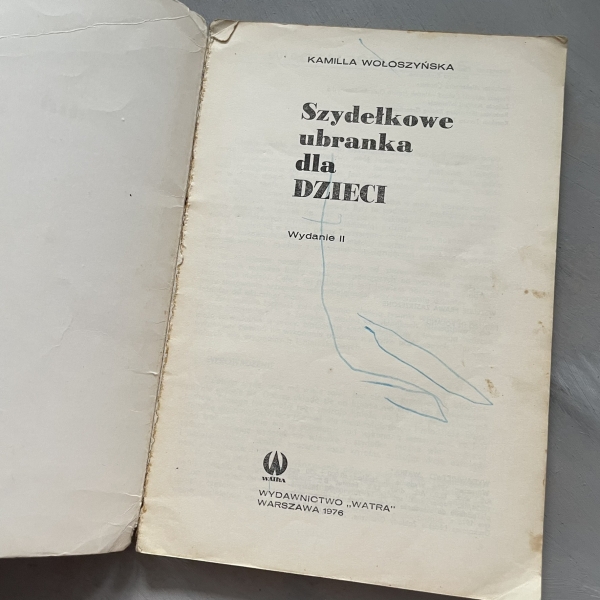 KAMILLA WOŁOSZYŃSKA
Szydełkowe
ubranka
dla
DZIECI
Wydanie II
WATRA
WYDAWNICTWO „WATRA"
WARSZAWA 1976